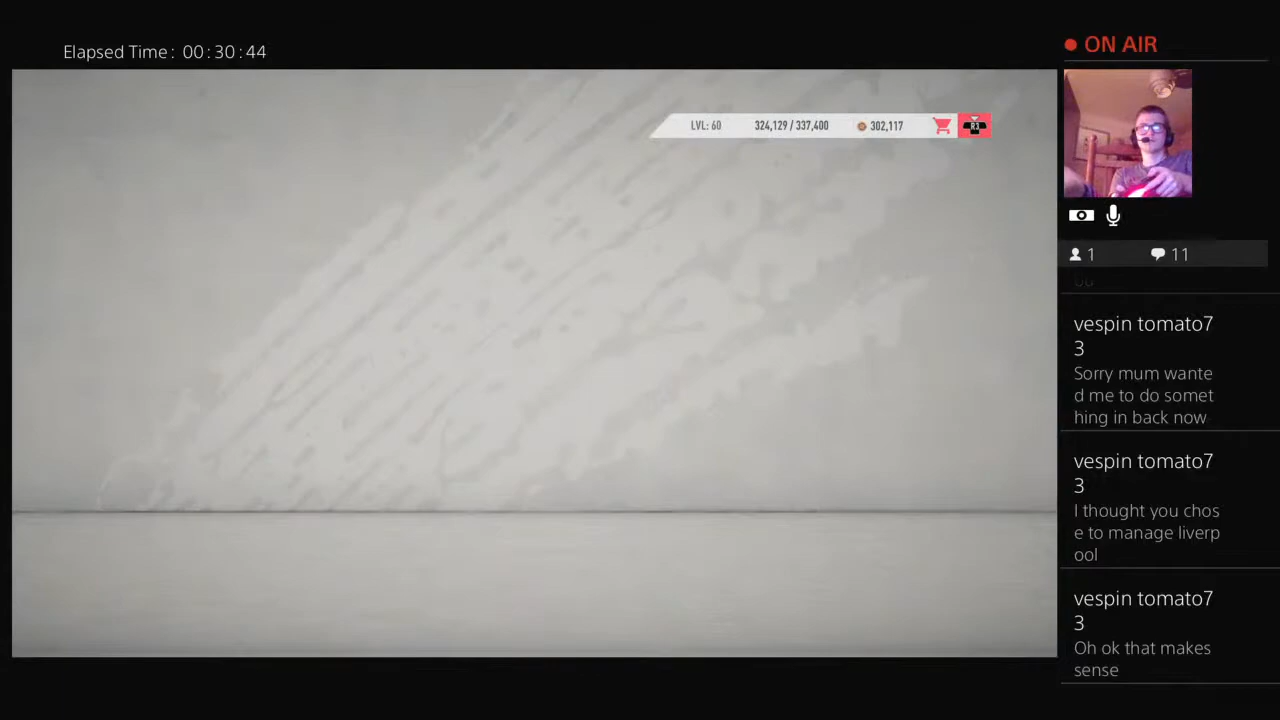 Elapsed Time: 00:30:44
ON AIR
LVL: 60 324,129 / 337,400 302,117
R3
1 11
vespin tomato7
3
Sorry mum wante
d me to do somet
hing in back now
vespin tomato7
3
I thought you chos
e to manage liverp
ool
vespin tomato7
3
Oh ok that makes
sense